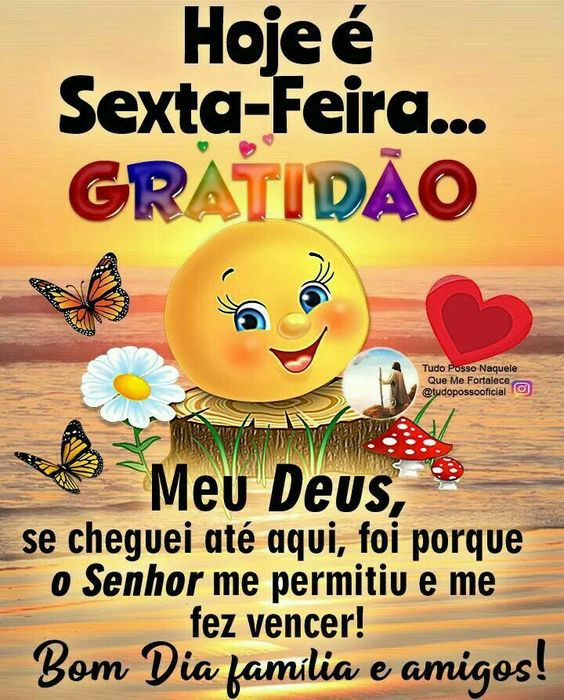 Hoje é
Sexta-Feira...
GRATIDÃO
Tudo Posso Naquele
Que Me Fortalece
@tudopossooficial
Meu Deus,
se cheguei até aqui, foi porque
o Senhor me permitiu e me
fez vencer!
Bom Dia família e amigos!